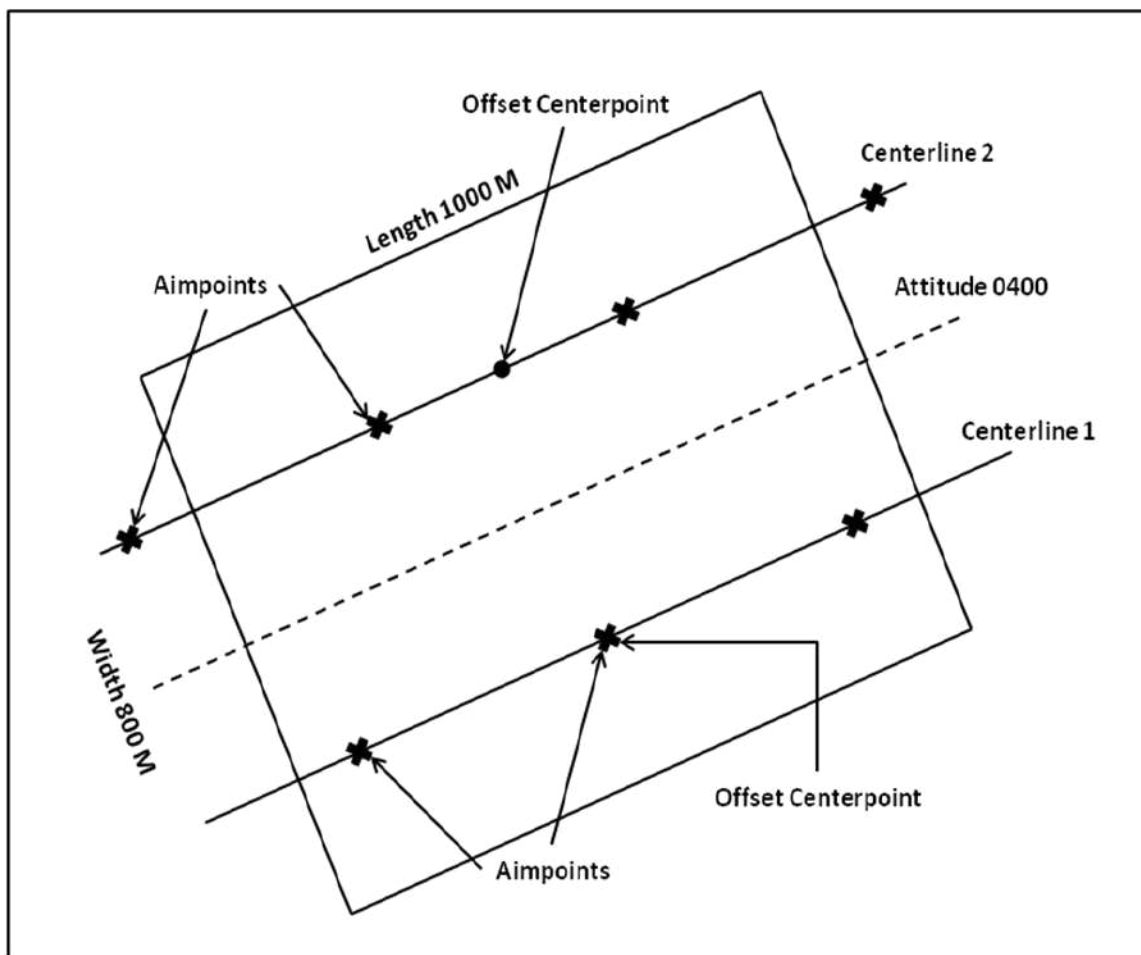 Offset Centerpoint
Centerline 2
Length 1000 M
Aimpoints
Attitude 0400
Centerline 1
Width 800 M
Offset Centerpoint
Aimpoints